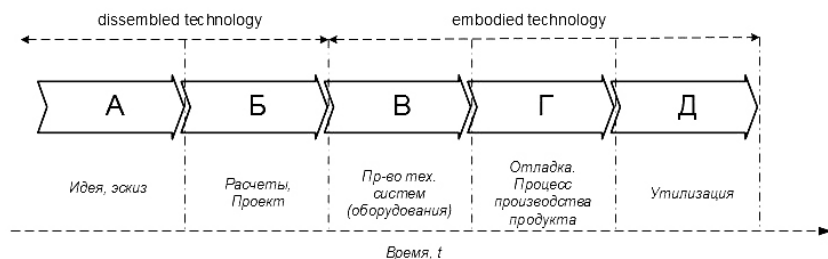 dissembled technology
embodied technology
А
Б
В
Г
Д
Идея, эскиз
Расчеты,
Проект
Пр-во тех.
систем
(оборудования)
Отладка.
Процесс
производства
продукта
Утилизация
Время, t